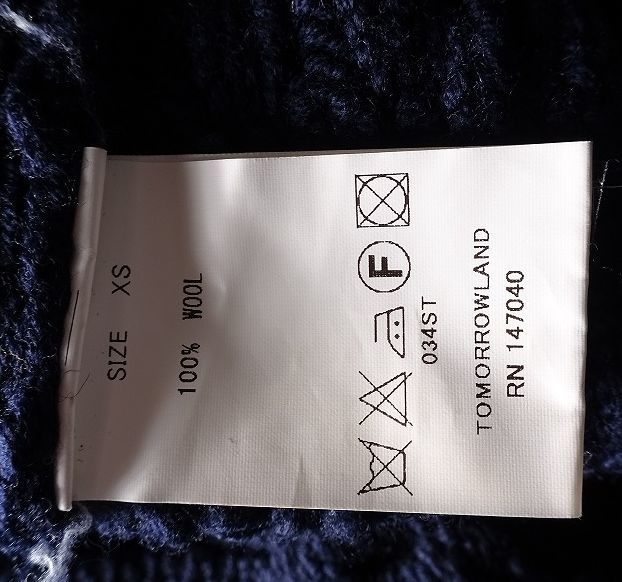 SIZE XS
100% WOOL
F
034ST
TOMORROWLAND
RN 147040